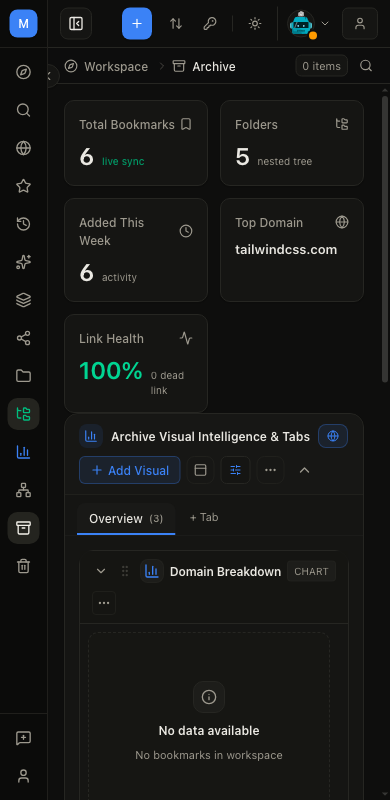 M
Workspace
Archive
0 items
Total Bookmarks
6 live sync
Folders
5 nested tree
Added This
Week
6 activity
Top Domain
tailwindcss.com
Link Health
100% 0 dead
link
Archive Visual Intelligence & Tabs
+ Add Visual
Overview (3)
+ Tab
Domain Breakdown
CHART
No data available
No bookmarks in workspace